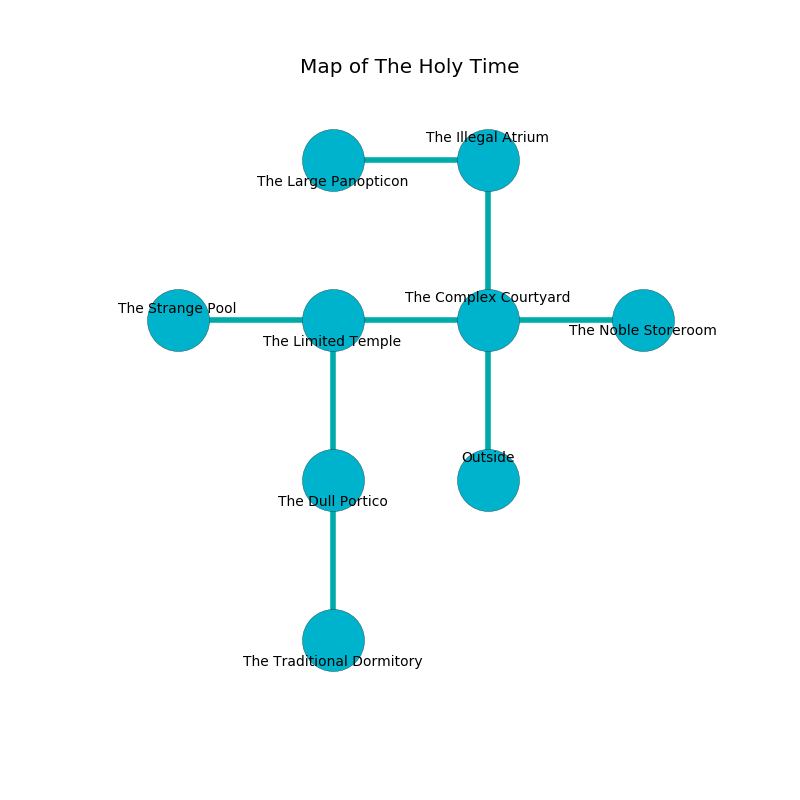 Map of The Holy Time
The Illegal Atrium
The Large Panopticon
The Complex Courtyard
The Strange Pool
The Noble Storeroom
The Limited Temple
Outside
The Dull Portico
The Traditional Dormitory